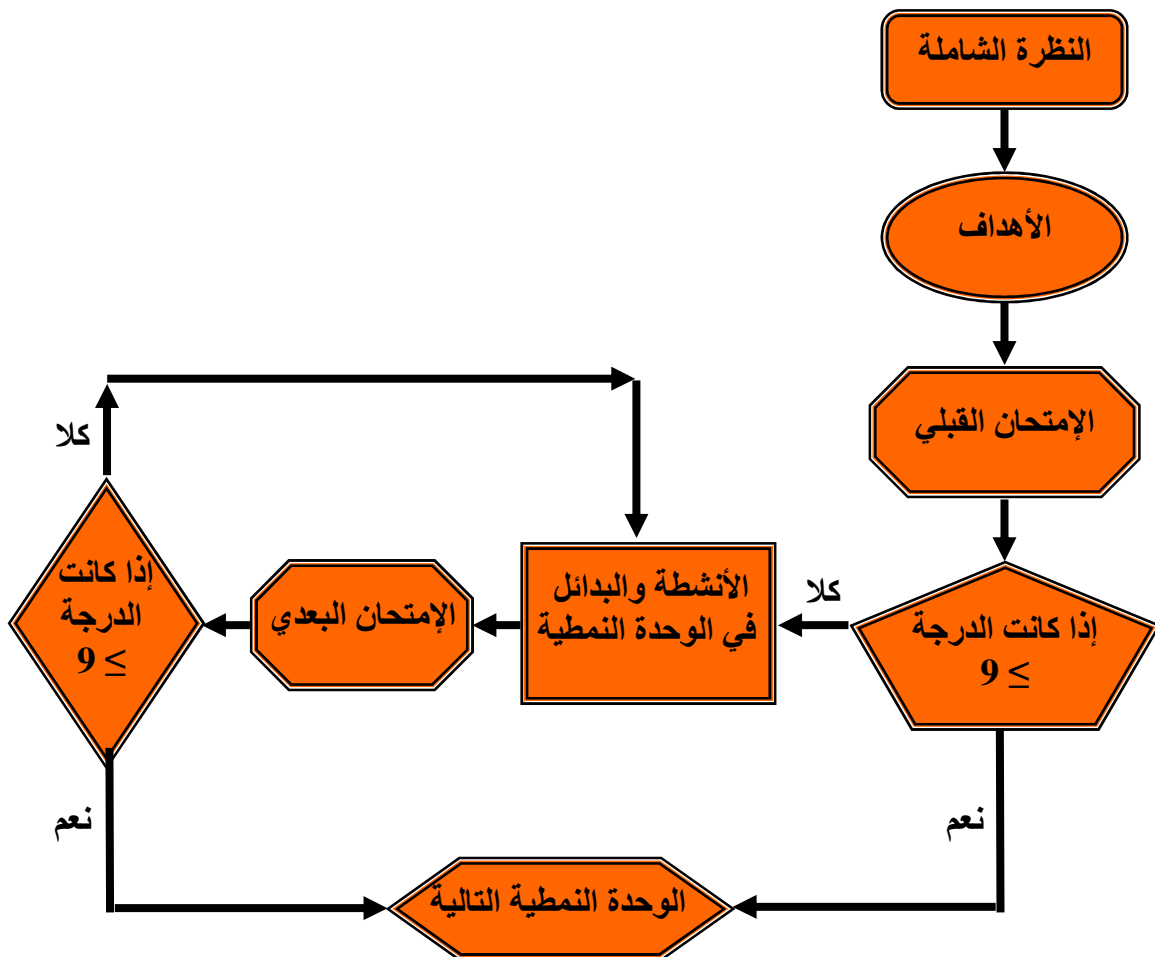 النظرة الشاملة
الأهداف
الإمتحان القبلي
إذا كانت الدرجة
9 ≤
كلا
نعم
الأنشطة والبدائل
في الوحدة النمطية
الإمتحان البعدي
إذا كانت
الدرجة
9 ≤
كلا
نعم
الوحدة النمطية التالية